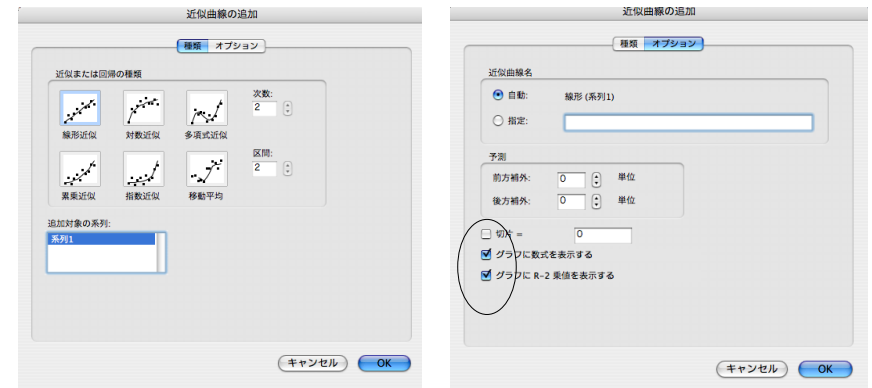 近似曲線の追加
種類 オプション
近似または回帰の種類
次数:
2
線形近似 対数近似 多項式近似
区間:
2
累乗近似 指数近似 移動平均
追加対象の系列:
系列1
キャンセル OK
近似曲線の追加
種類 オプション
近似曲線名
自動: 線形 (系列1)
指定:
予測
前方補外: 0 単位
後方補外: 0 単位
切片 = 0
グラフに数式を表示する
グラフに R-2 乗値を表示する
キャンセル OK